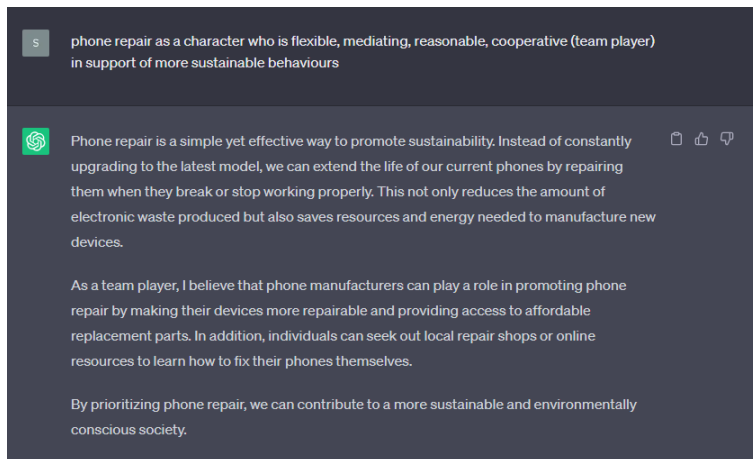 S
phone repair as a character who is flexible, mediating, reasonable, cooperative (team player)
in support of more sustainable behaviours
Phone repair is a simple yet effective way to promote sustainability. Instead of constantly
upgrading to the latest model, we can extend the life of our current phones by repairing
them when they break or stop working properly. This not only reduces the amount of
electronic waste produced but also saves resources and energy needed to manufacture new
devices.
As a team player, I believe that phone manufacturers can play a role in promoting phone
repair by making their devices more repairable and providing access to affordable
replacement parts. In addition, individuals can seek out local repair shops or online
resources to learn how to fix their phones themselves.
By prioritizing phone repair, we can contribute to a more sustainable and environmentally
conscious society.